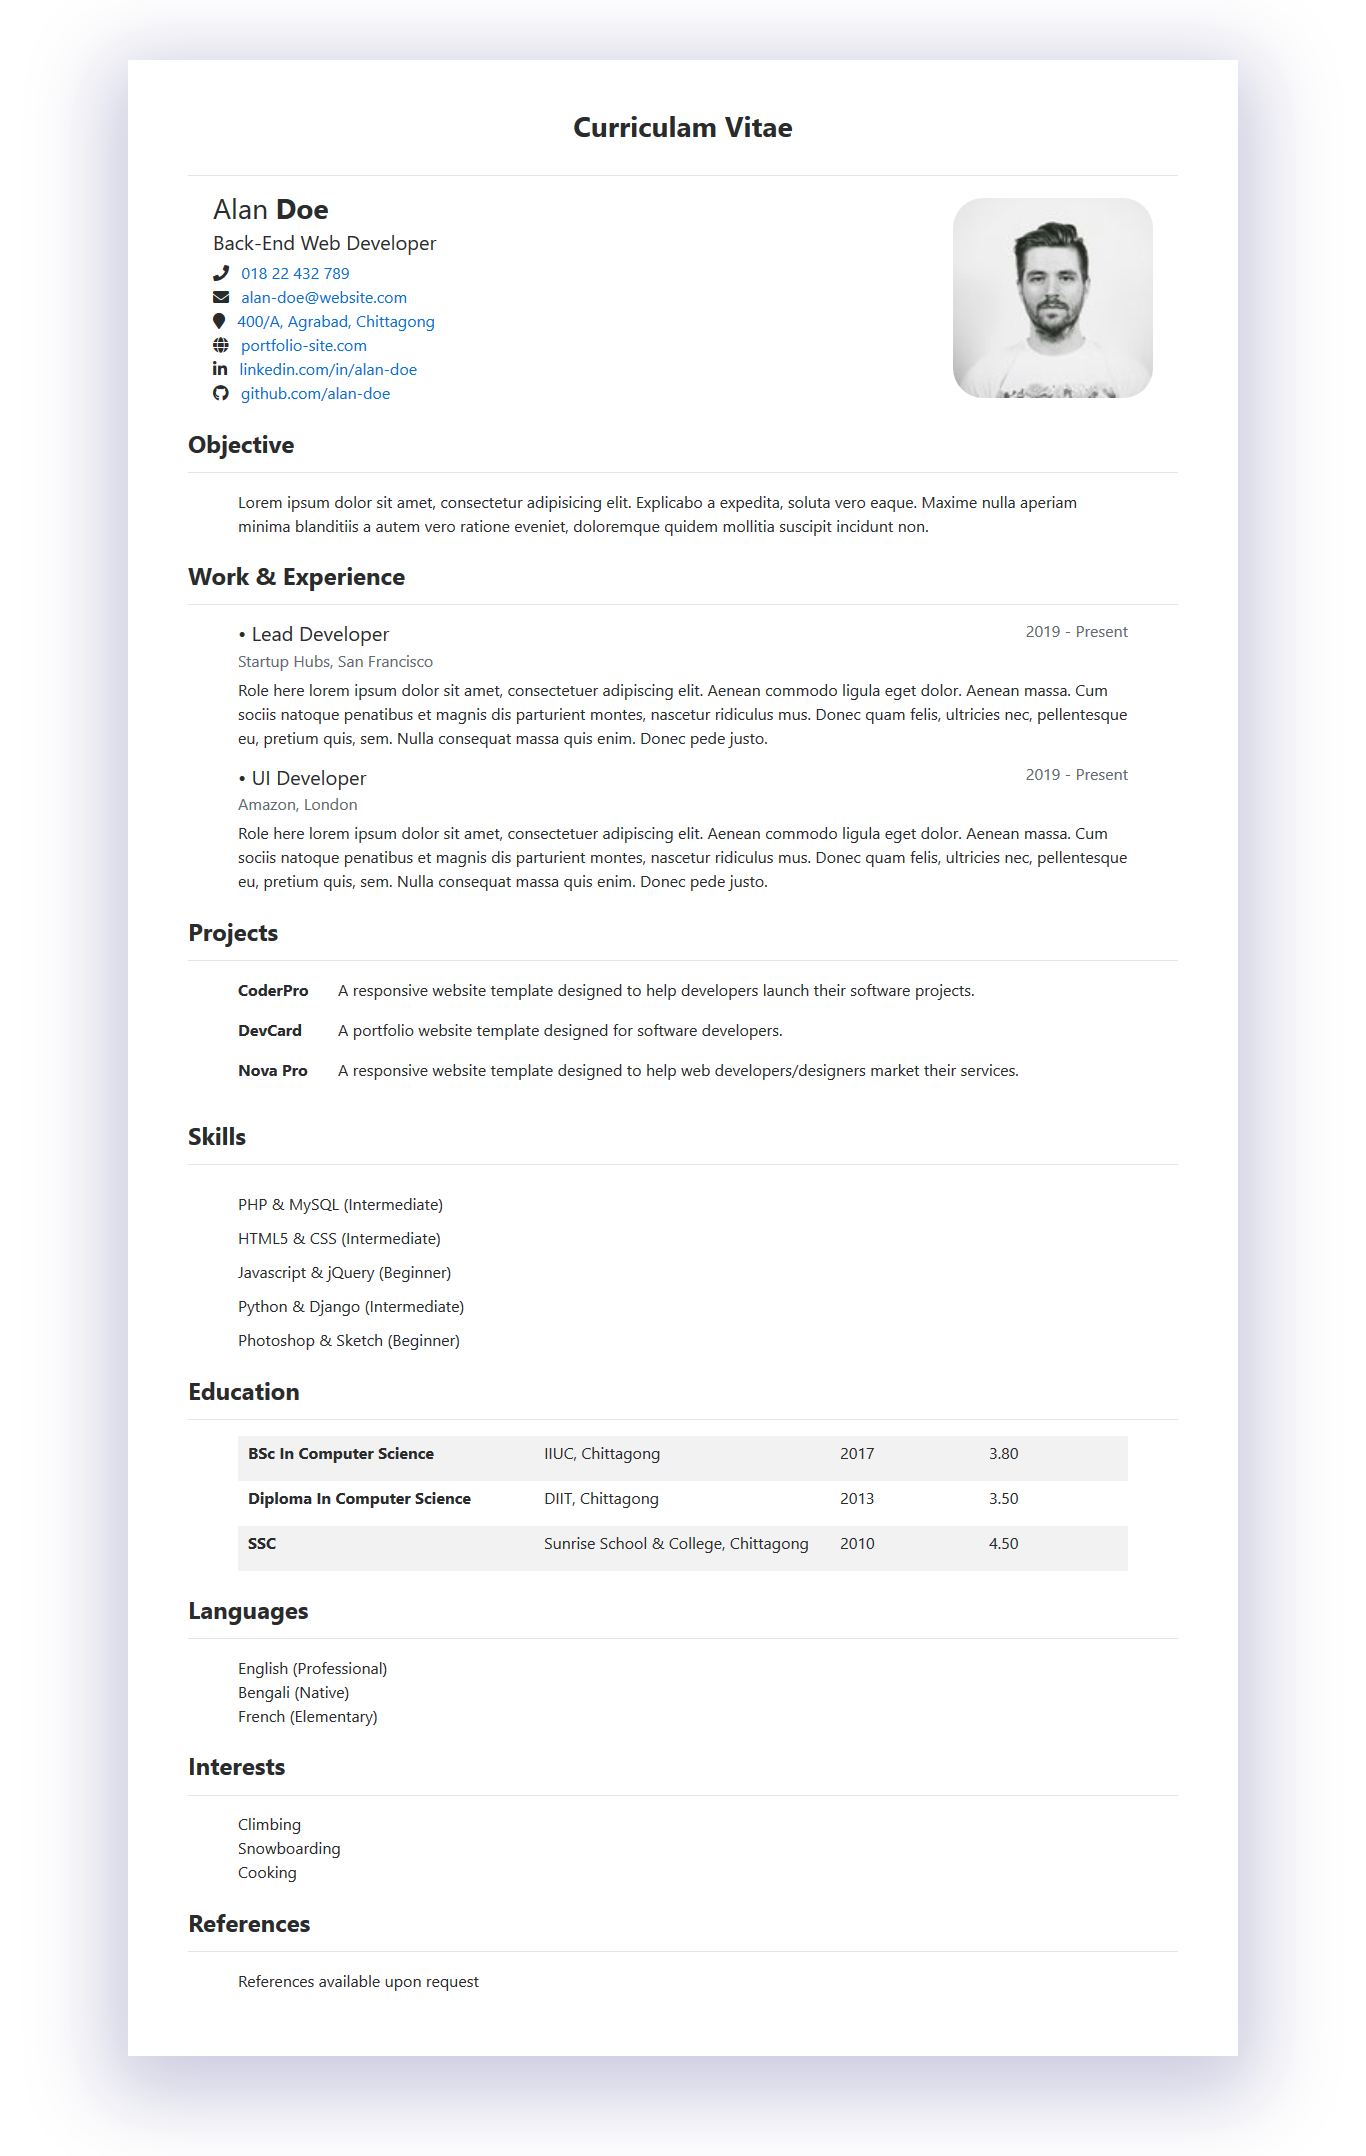 Curriculam Vitae
Alan Doe
Back-End Web Developer
018 22 432 789
alan-doe@website.com
400/A, Agrabad, Chittagong
portfolio-site.com
linkedin.com/in/alan-doe
github.com/alan-doe
Objective
Lorem ipsum dolor sit amet, consectetur adipisicing elit. Explicabo a expedita, soluta vero eaque. Maxime nulla aperiam
minima blanditiis a autem vero ratione eveniet, doloremque quidem mollitia suscipit incidunt non.
Work & Experience
• Lead Developer 2019 - Present
Startup Hubs, San Francisco
Role here lorem ipsum dolor sit amet, consectetuer adipiscing elit. Aenean commodo ligula eget dolor. Aenean massa. Cum
sociis natoque penatibus et magnis dis parturient montes, nascetur ridiculus mus. Donec quam felis, ultricies nec, pellentesque
eu, pretium quis, sem. Nulla consequat massa quis enim. Donec pede justo.
• UI Developer 2019 - Present
Amazon, London
Role here lorem ipsum dolor sit amet, consectetuer adipiscing elit. Aenean commodo ligula eget dolor. Aenean massa. Cum
sociis natoque penatibus et magnis dis parturient montes, nascetur ridiculus mus. Donec quam felis, ultricies nec, pellentesque
eu, pretium quis, sem. Nulla consequat massa quis enim. Donec pede justo.
Projects
CoderPro A responsive website template designed to help developers launch their software projects.
DevCard A portfolio website template designed for software developers.
Nova Pro A responsive website template designed to help web developers/designers market their services.
Skills
PHP & MySQL (Intermediate)
HTML5 & CSS (Intermediate)
Javascript & jQuery (Beginner)
Python & Django (Intermediate)
Photoshop & Sketch (Beginner)
Education
BSc In Computer Science IIUC, Chittagong 2017 3.80
Diploma In Computer Science DIIT, Chittagong 2013 3.50
SSC Sunrise School & College, Chittagong 2010 4.50
Languages
English (Professional)
Bengali (Native)
French (Elementary)
Interests
Climbing
Snowboarding
Cooking
References
References available upon request